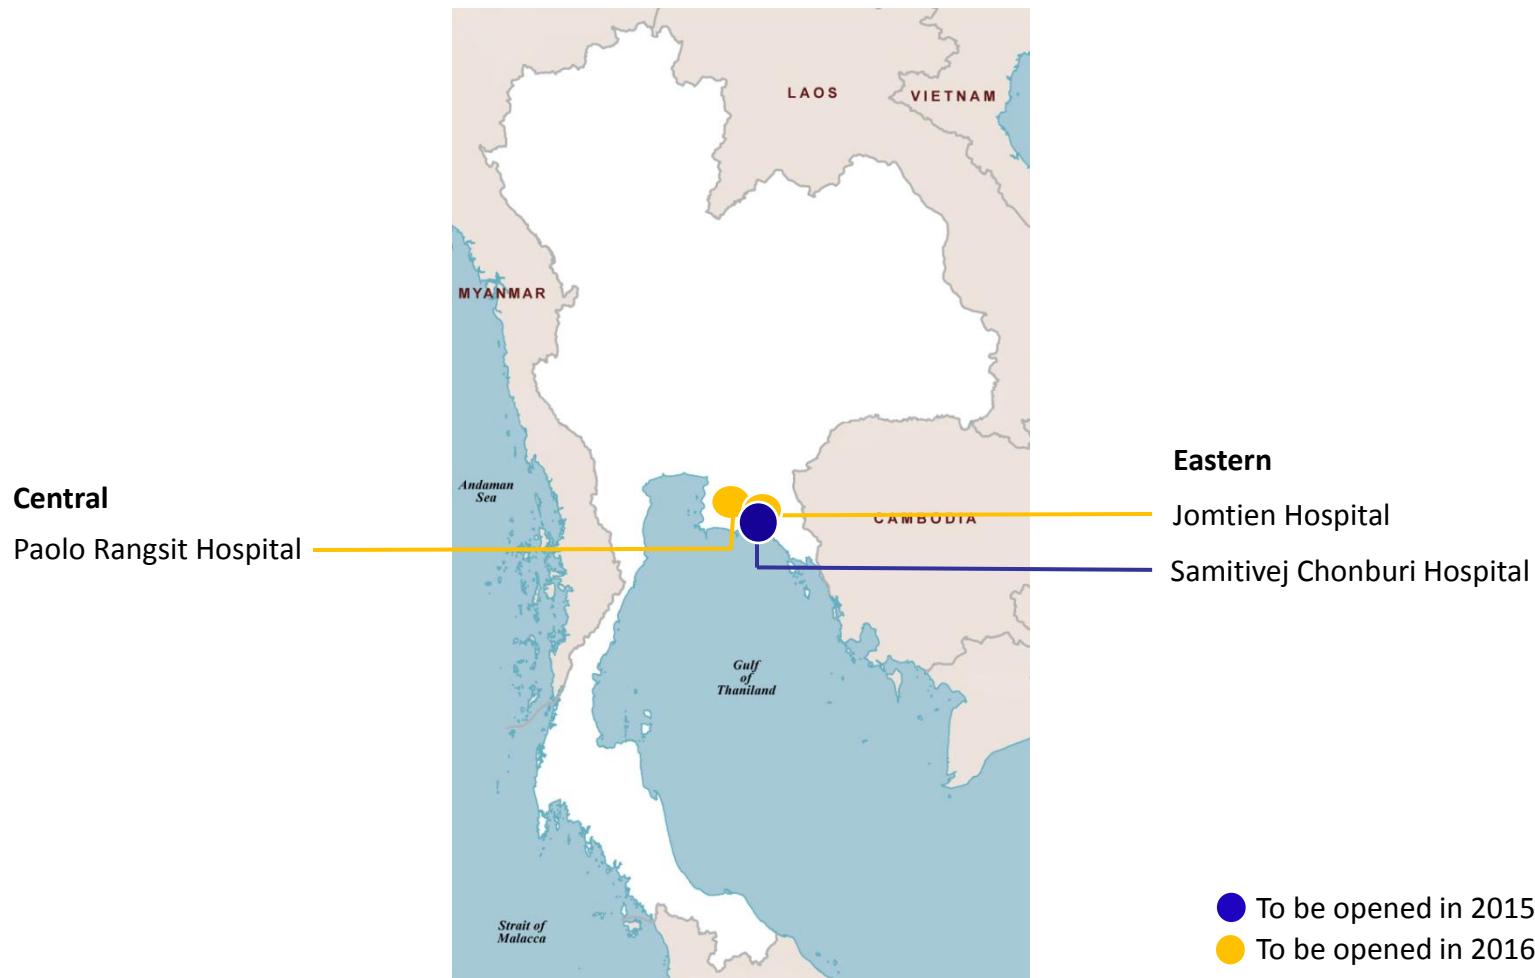 LAOS
VIETNAM
MYANMAR
Andaman
Sea
Central
Paolo Rangsit Hospital
Eastern
Jomtien Hospital
CAMBODIA
Samitivej Chonburi Hospital
Gulf
of
Thaniland
Strait of
Malacca
To be opened in 2015
To be opened in 2016